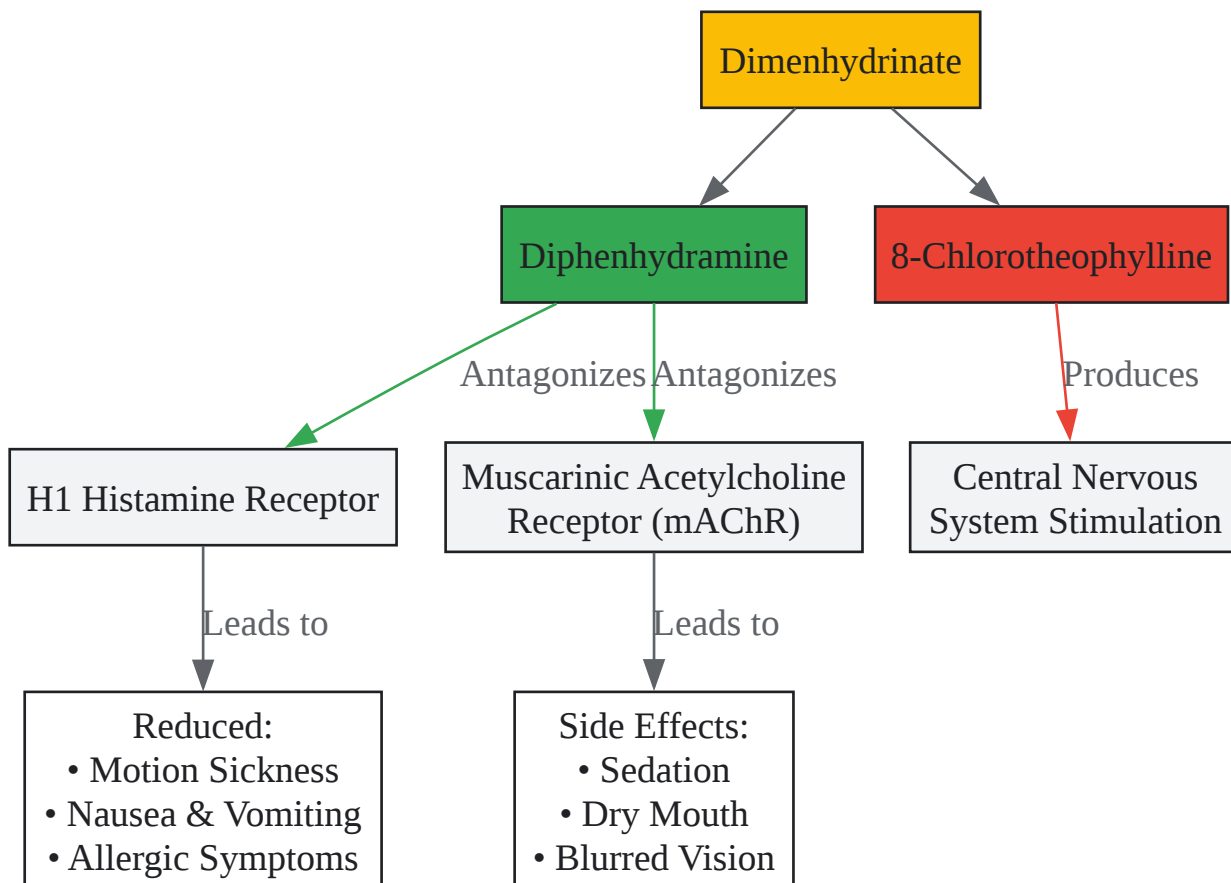 Dimenhydrinate
Diphenhydramine
8-Chlorotheophylline
Antagonizes
Antagonizes
Produces
H1 Histamine Receptor
Muscarinic Acetylcholine
Receptor (mAChR)
Central Nervous
System Stimulation
Leads to
Leads to
Reduced:
• Motion Sickness
• Nausea & Vomiting
• Allergic Symptoms
Side Effects:
• Sedation
• Dry Mouth
• Blurred Vision